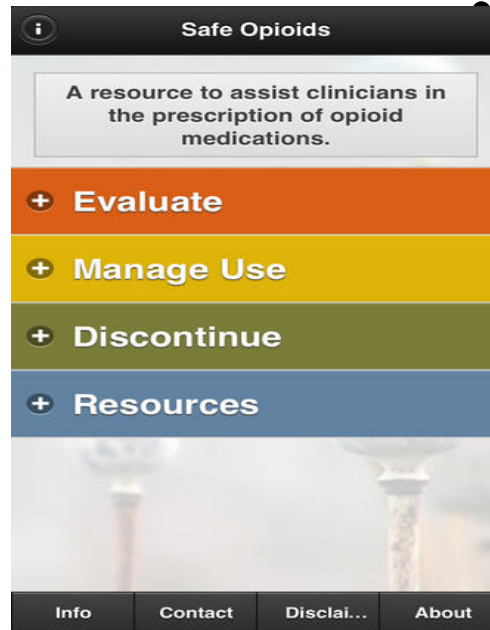 Safe Opioids
A resource to assist clinicians in
the prescription of opioid
medications.
Evaluate
Manage Use
Discontinue
Resources
Info Contact Disclai... About